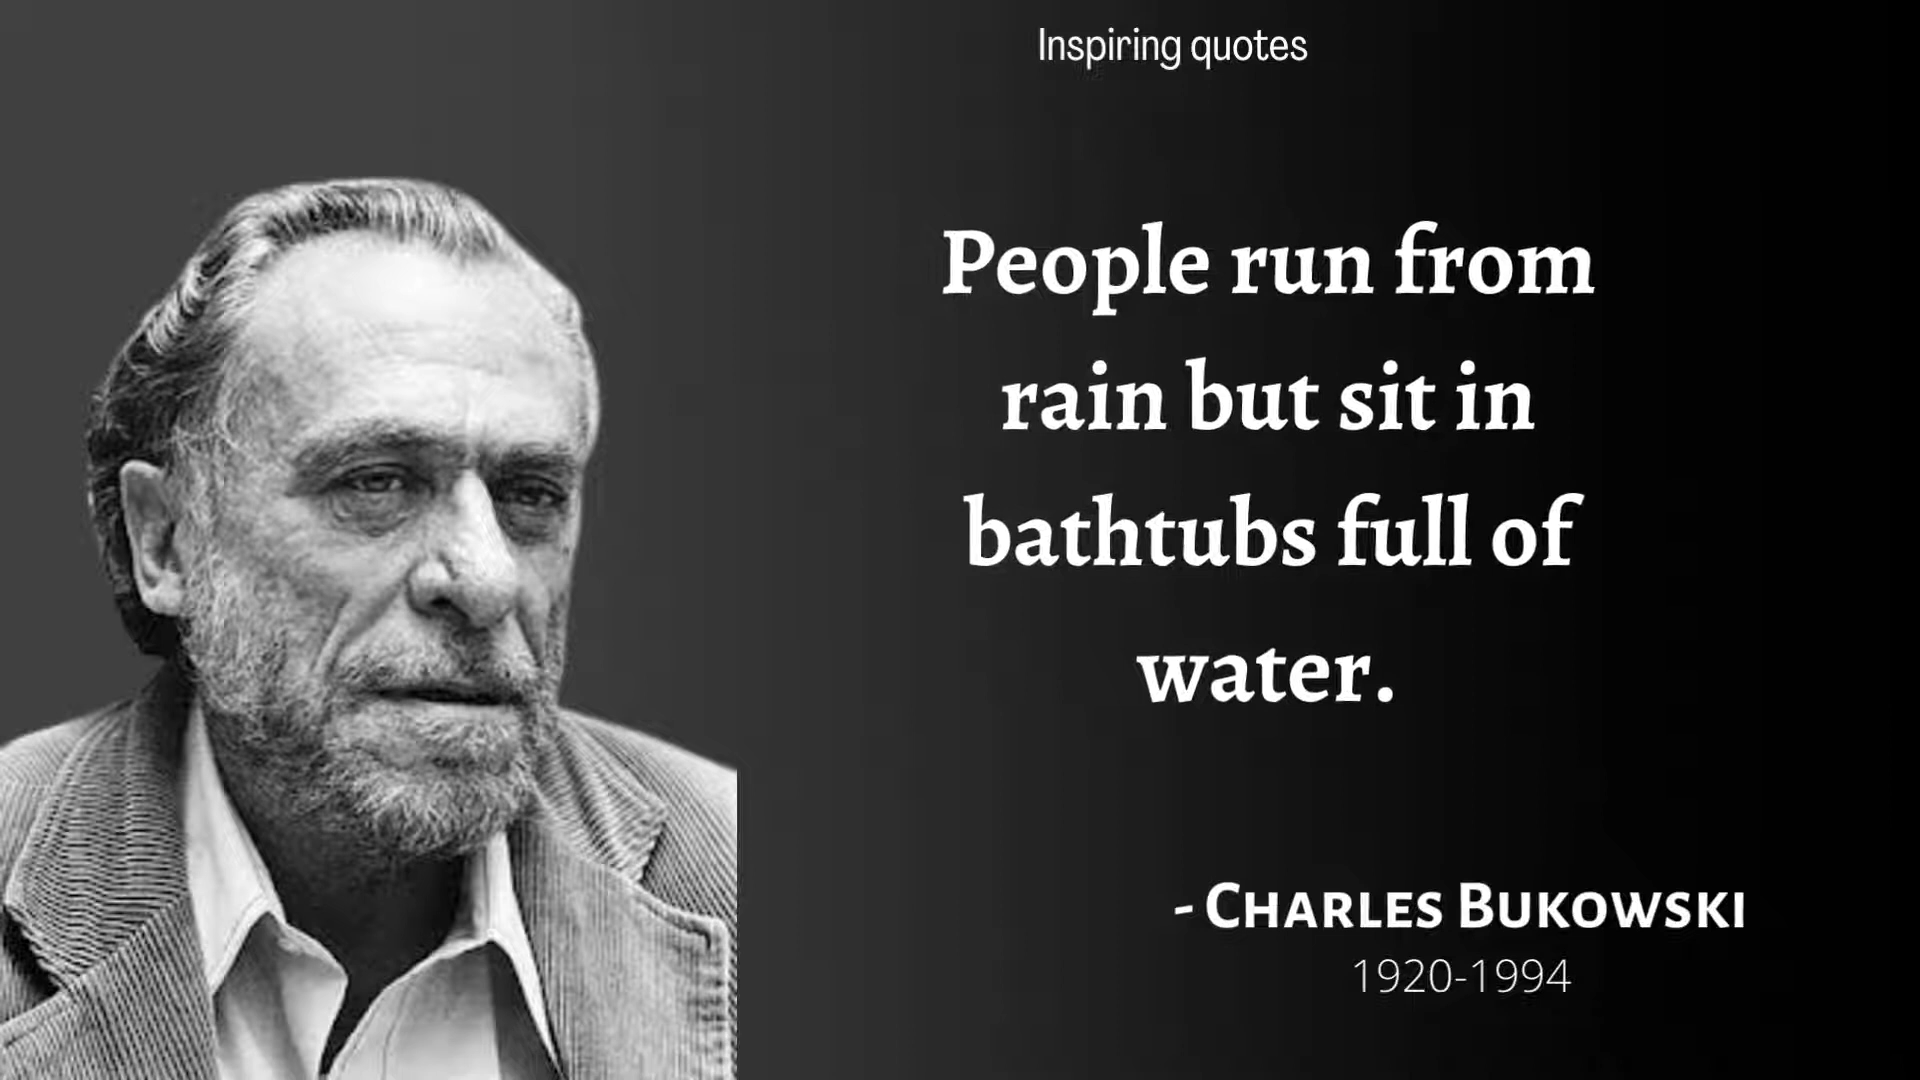 Inspiring quotes
People run from
rain but sit in
bathtubs full of
water.
- Charles Bukowski
1920-1994